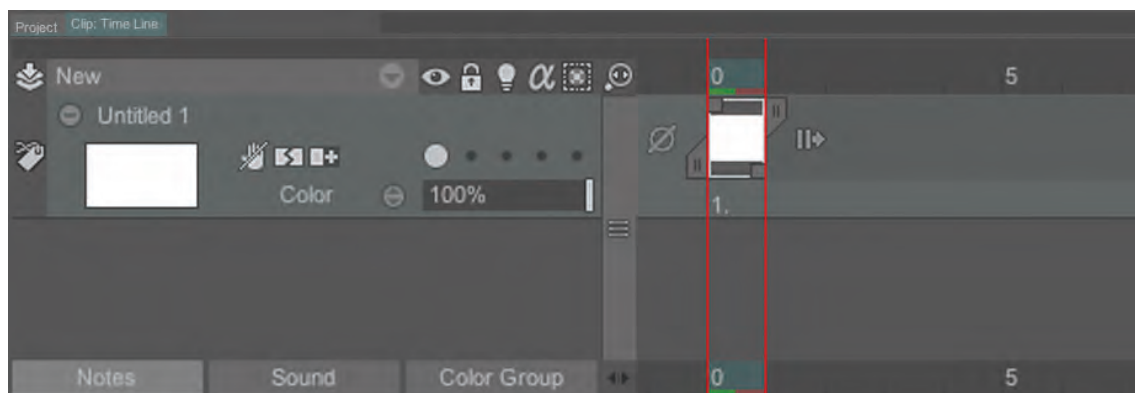 Project Clip: Time Line
New α 0 5
Untitled 1
Color 100% 1.
Notes Sound Color Group 0 5